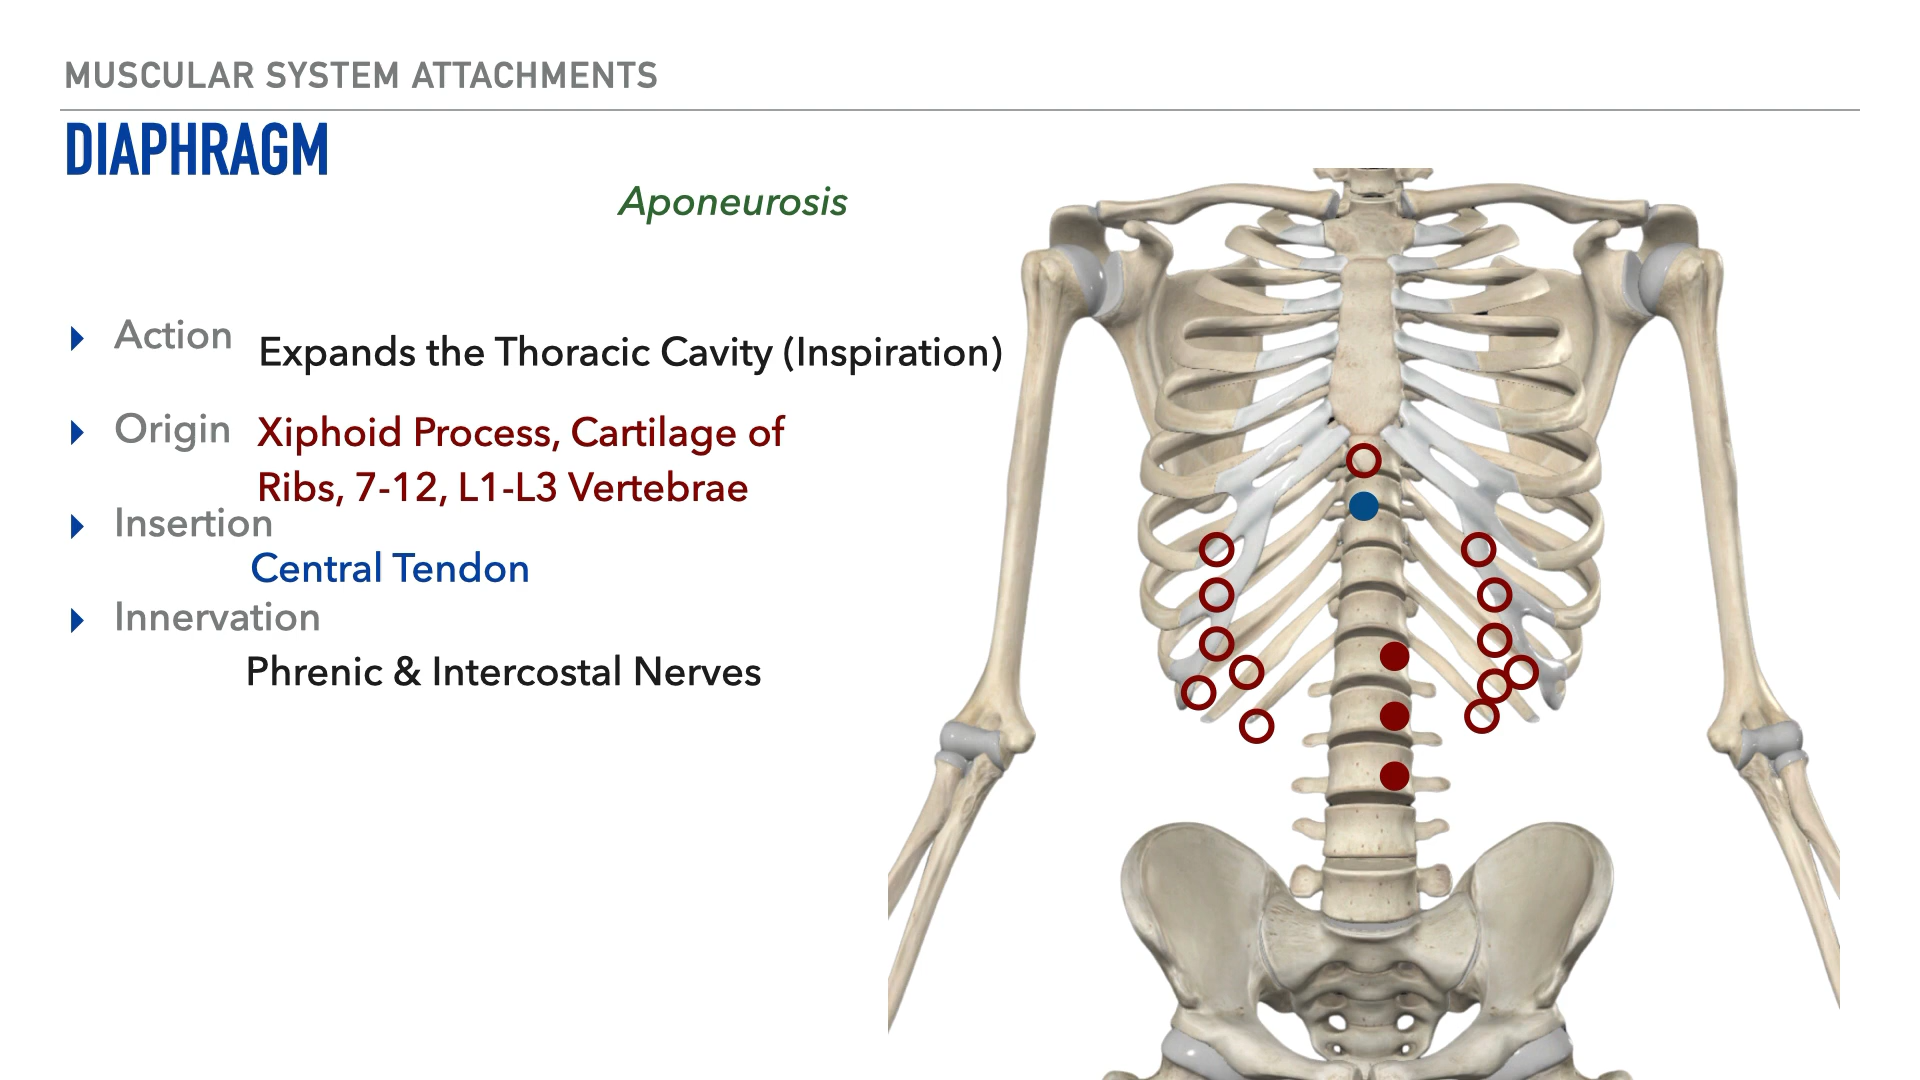 MUSCULAR SYSTEM ATTACHMENTS
DIAPHRAGM
Aponeurosis
Action
Expands the Thoracic Cavity (Inspiration)
Origin
Xiphoid Process, Cartilage of
Ribs, 7-12, L1-L3 Vertebrae
Insertion
Central Tendon
Innervation
Phrenic & Intercostal Nerves